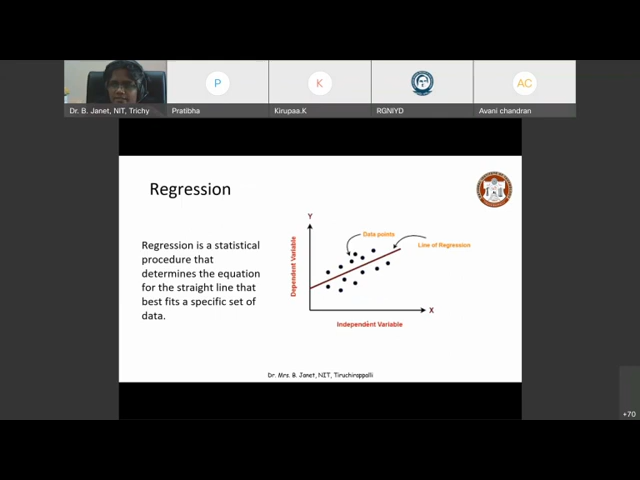 P
K
AC
Dr. B. Janet, NIT, Trichy
Pratibha
Kirupaa.K
RGNIYD
Avani chandran
Regression
Regression is a statistical
procedure that
determines the equation
for the straight line that
best fits a specific set of
data.
Y
Data points
Line of Regression
Dependent Variable
X
Independent Variable
Dr. Mrs. B. Janet, NIT, Tiruchirappalli
+70